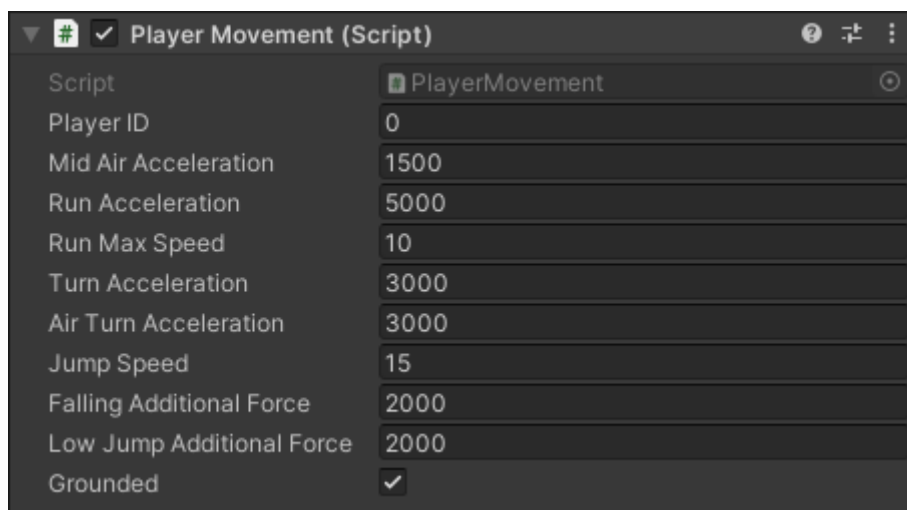 Player Movement (Script)
Script PlayerMovement
Player ID 0
Mid Air Acceleration 1500
Run Acceleration 5000
Run Max Speed 10
Turn Acceleration 3000
Air Turn Acceleration 3000
Jump Speed 15
Falling Additional Force 2000
Low Jump Additional Force 2000
Grounded